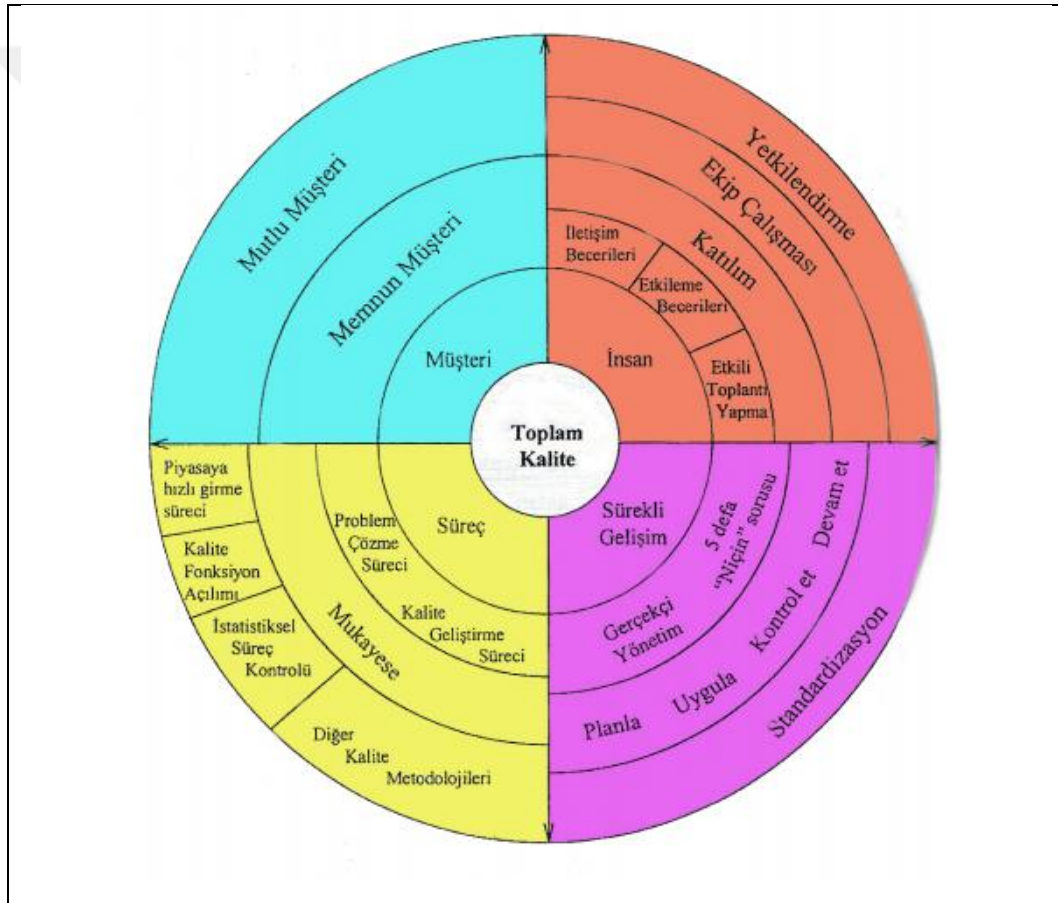 Mutlu Müşteri
Memnun Müşteri
Müşteri
Yetkilendirme
Ekip Çalışması
Katılım
İletişim
Becerileri
Etkileme
Becerileri
Etkili
Toplantı
Yapma
İnsan
Toplam
Kalite
Süreç
Problem
Çözme
Süreci
Kalite
Geliştirme
Süreci
Mukayese
Piyasaya
hızlı girme
süreci
Kalite
Fonksiyon
Açılımı
İstatistiksel
Süreç
Kontrolü
Diğer
Kalite
Metodolojileri
Sürekli
Gelişim
5 defa
“Niçin” sorusu
Gerçekçi
Yönetim
Planla
Uygula
Kontrol et
Devam et
Standardizasyon